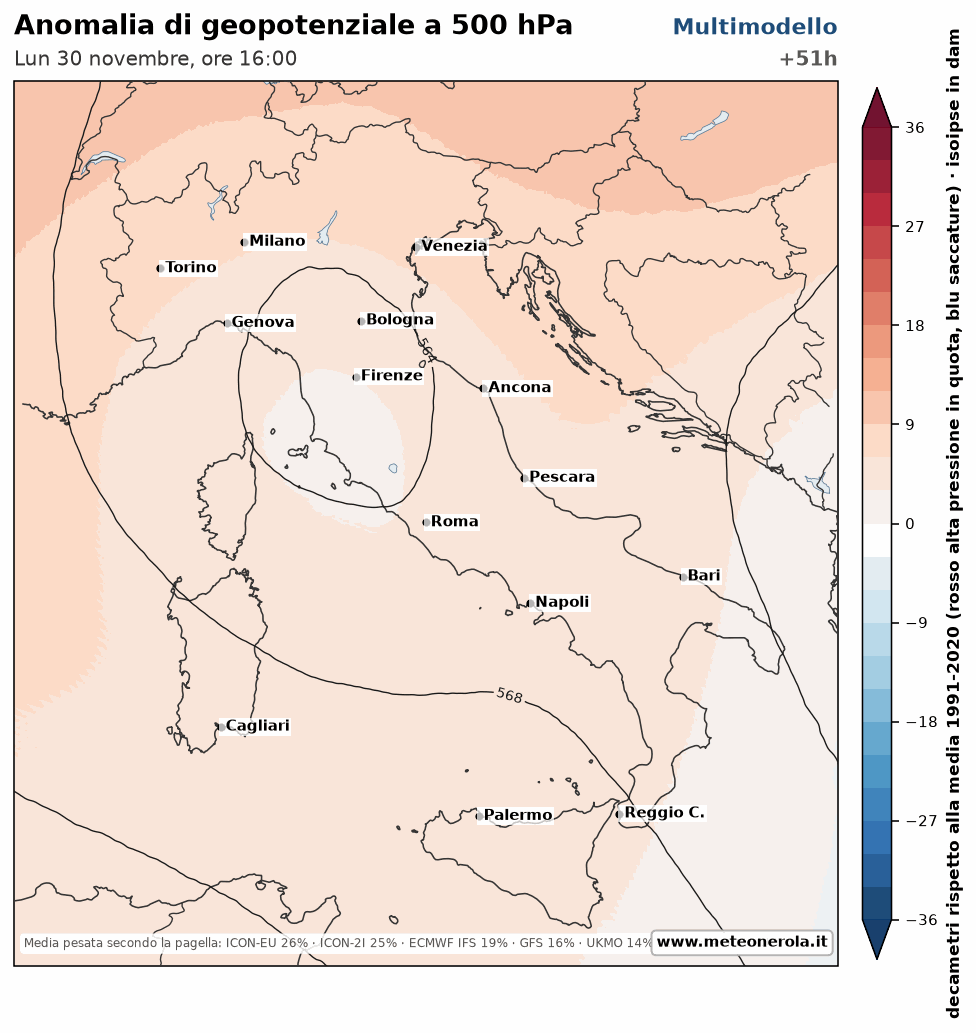 Anomalia di geopotenziale a 500 hPa
Multimodello
Lun 30 novembre, ore 16:00
+51h
Milano
Venezia
Torino
Genova
Bologna
564
Firenze
Ancona
Pescara
Roma
Bari
Napoli
568
Cagliari
Palermo
Reggio C.
Media pesata secondo la pagella: ICON-EU 26% · ICON-2I 25% · ECMWF IFS 19% · GFS 16% · UKMO 14%
www.meteonerola.it
36
27
18
9
0
−9
−18
−27
−36
decametri rispetto alla media 1991-2020 (rosso alta pressione in quota, blu saccature) · isoipse in dam